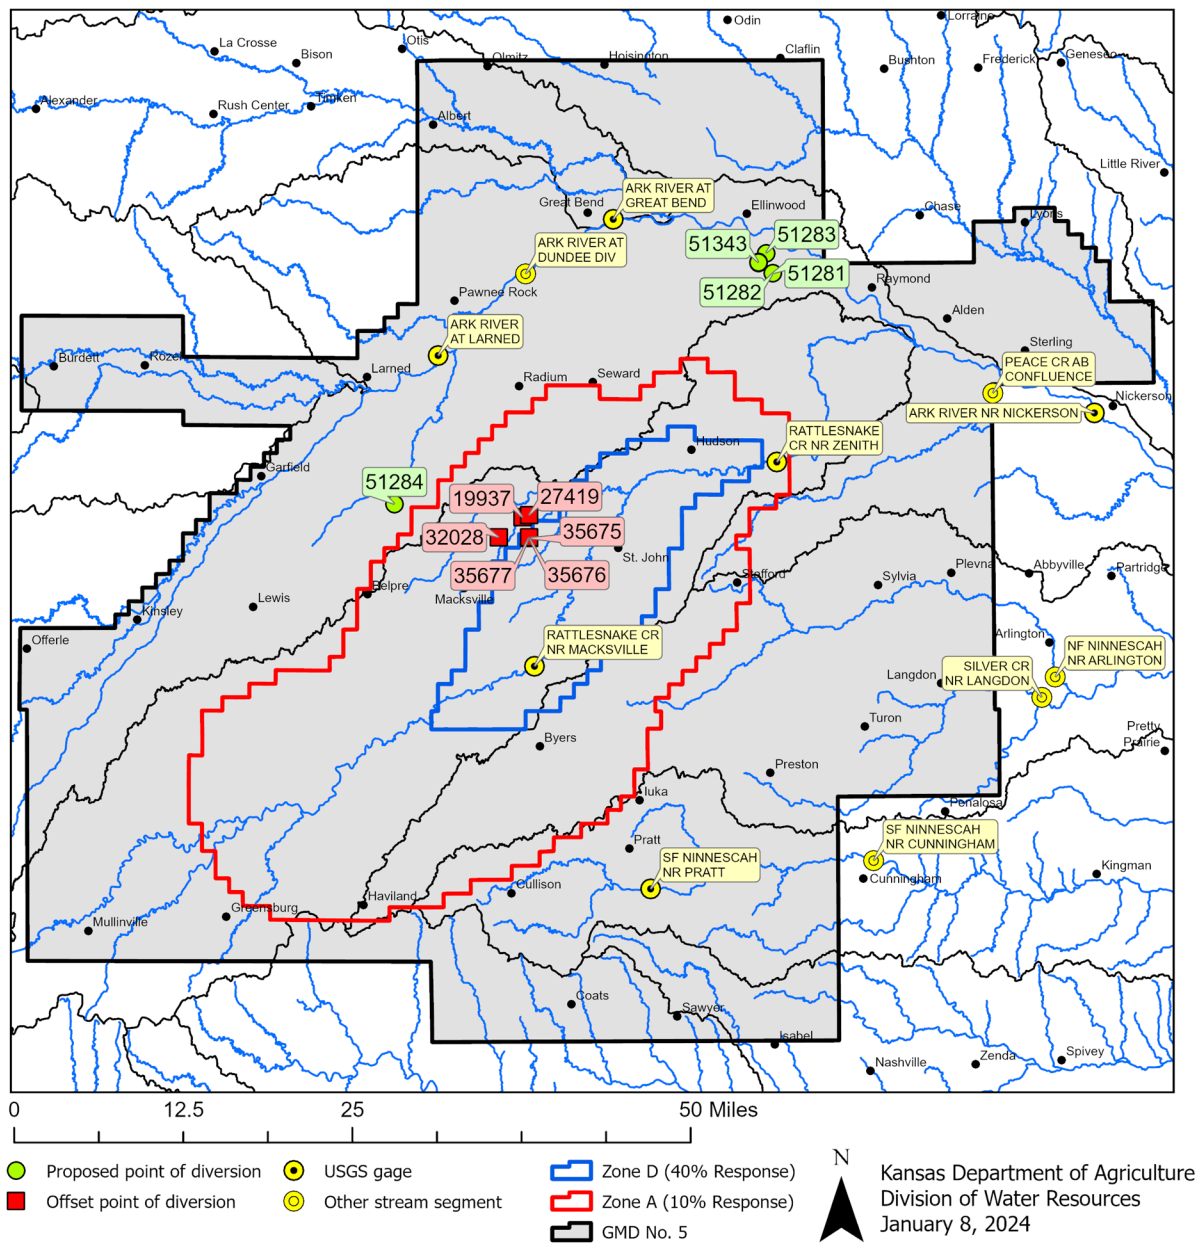 Odin
Lorraine
La Crosse
Otis
Bison
Olmitz
Hoisington
Claflin
Bushton
Frederick
Geneseo
Alexander
Rush Center
Timken
Albert
Little River
ARK RIVER AT
GREAT BEND
Great Bend
Ellinwood
Chase
Lyons
51343
51283
ARK RIVER AT
DUNDEE DIV
51282
51281
Raymond
Pawnee Rock
Alden
ARK RIVER
AT LARNED
Sterling
Burdett
Rozel
Larned
Radium
Seward
PEACE CR AB
CONFLUENCE
Nickerson
ARK RIVER NR NICKERSON
RATTLESNAKE
CR NR ZENITH
Hudson
Garfield
51284
19937
27419
32028
35675
St. John
35677
35676
Belpre
Macksville
Stafford
Sylvia
Plevna
Abbyville
Partridge
Lewis
Kinsley
Offerle
RATTLESNAKE CR
NR MACKSVILLE
Arlington
NF NINNESCAH
NR ARLINGTON
SILVER CR
NR LANGDON
Langdon
Turon
Pretty
Prairie
Byers
Preston
Iuka
Penalosa
Pratt
SF NINNESCAH
NR CUNNINGHAM
SF NINNESCAH
NR PRATT
Cunningham
Kingman
Cullison
Haviland
Greensburg
Mullinville
Coats
Sawyer
Isabel
Nashville
Zenda
Spivey
0 12.5 25 50 Miles
Proposed point of diversion
Offset point of diversion
USGS gage
Other stream segment
Zone D (40% Response)
Zone A (10% Response)
GMD No. 5
N
Kansas Department of Agriculture
Division of Water Resources
January 8, 2024